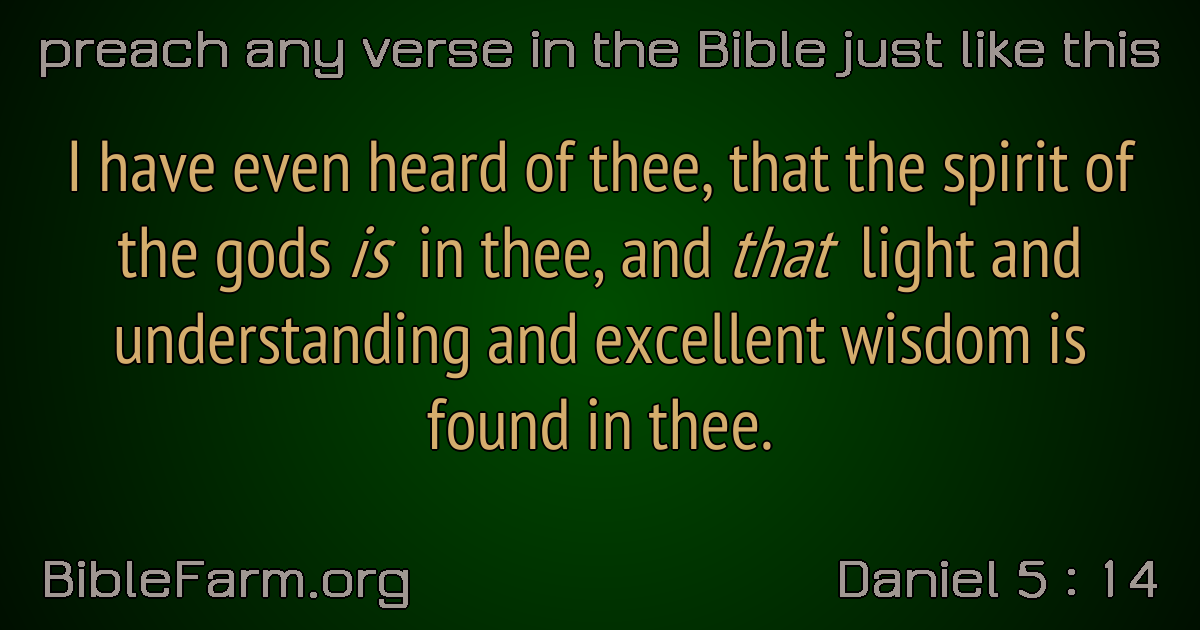 preach any verse in the Bible just like this
I have even heard of thee, that the spirit of
the gods is in thee, and that light and
understanding and excellent wisdom is
found in thee.
BibleFarm.org
Daniel 5 : 14